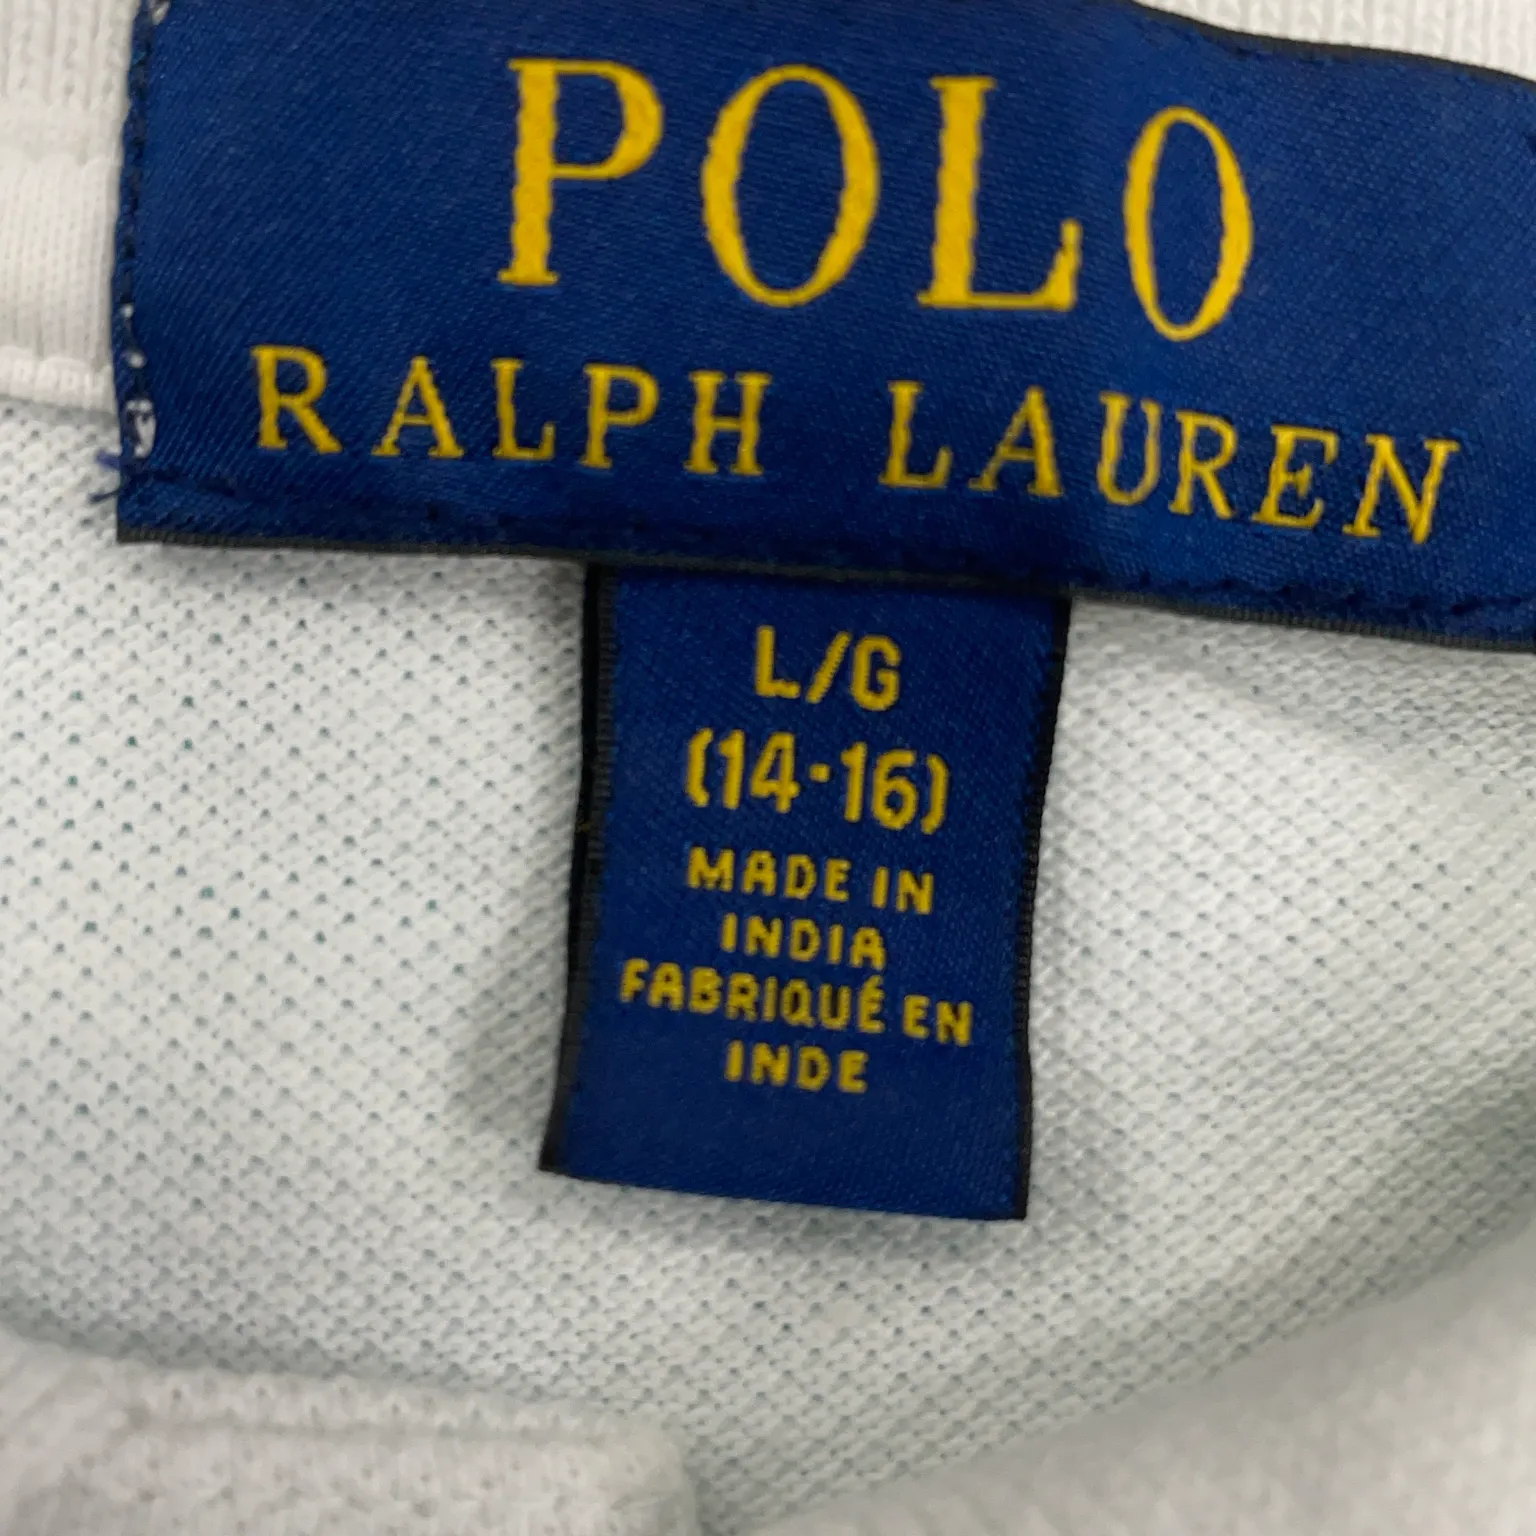 POLO
RALPH LAUREN
L/G
(14-16)
MADE IN
INDIA
FABRIQUÉ EN
INDE